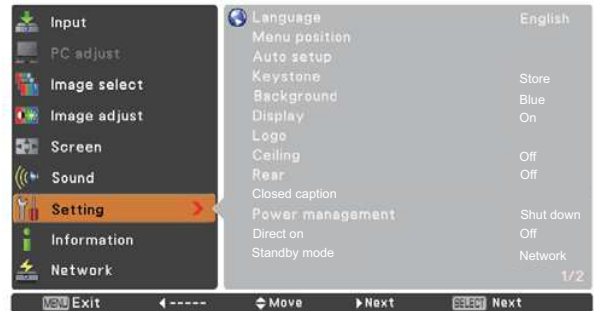 Input
PC adjust
Image select
Image adjust
Screen
Sound
Setting
Information
Network
Language English
Menu position
Auto setup
Keystone Store
Background Blue
Display On
Logo
Ceiling Off
Rear Off
Closed caption
Power management Shut down
Direct on Off
Standby mode Network
1/2
MENU Exit ----- Move Next SELECT Next